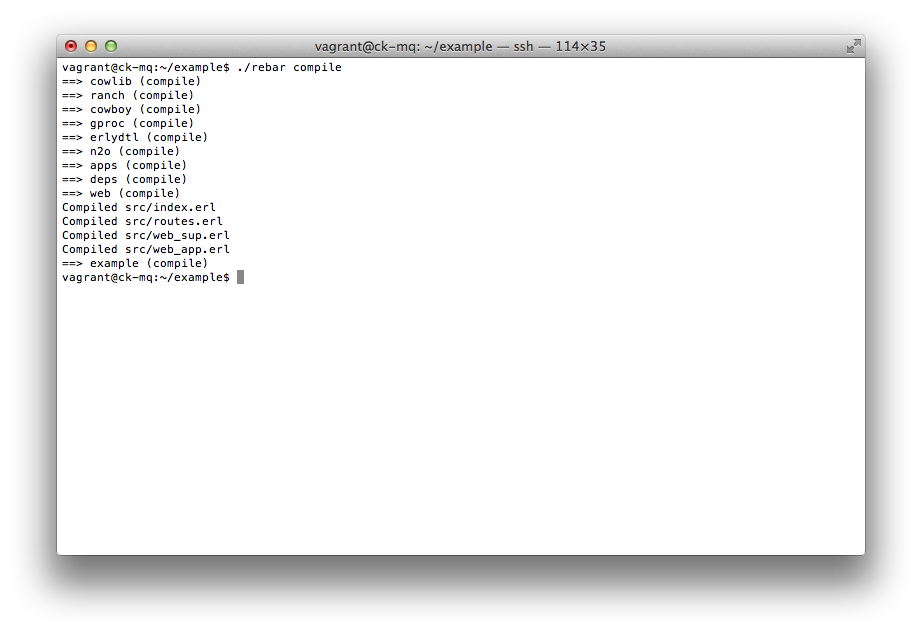 vagrant@ck-mq: ~/example — ssh — 114×35
vagrant@ck-mq:~/example$ ./rebar compile
==> cowlib (compile)
==> ranch (compile)
==> cowboy (compile)
==> gproc (compile)
==> erlydtl (compile)
==> n2o (compile)
==> apps (compile)
==> deps (compile)
==> web (compile)
Compiled src/index.erl
Compiled src/routes.erl
Compiled src/web_sup.erl
Compiled src/web_app.erl
==> example (compile)
vagrant@ck-mq:~/example$